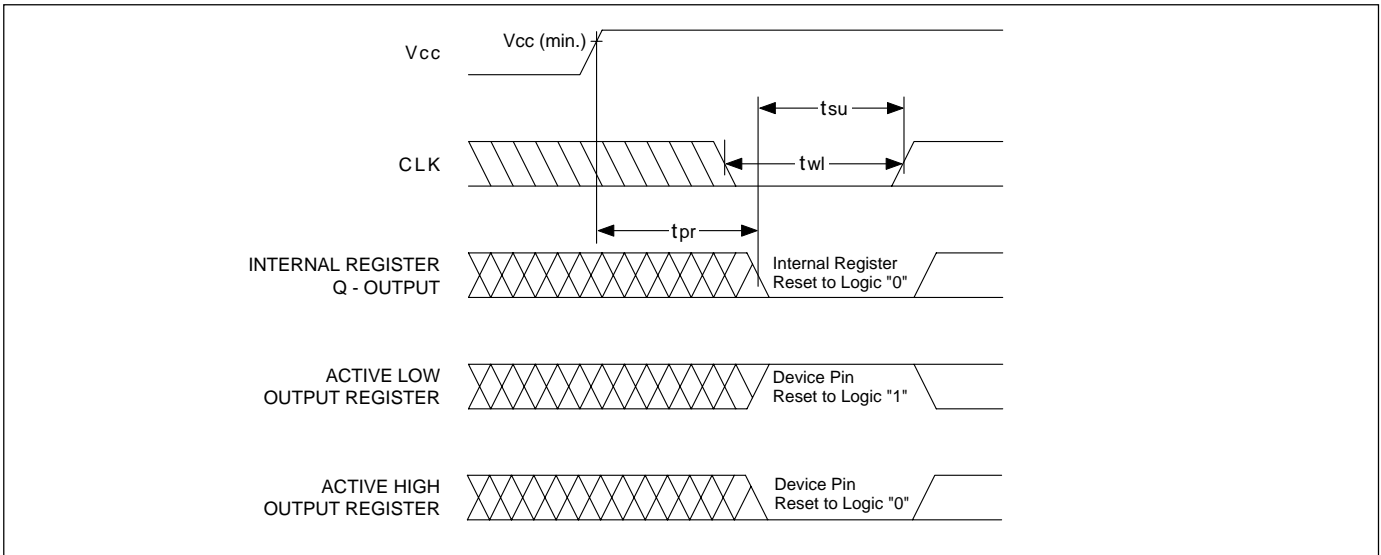 Vcc
Vcc (min.)
tsu
CLK
twl
tpr
INTERNAL REGISTER
Q - OUTPUT
Internal Register
Reset to Logic "0"
ACTIVE LOW
OUTPUT REGISTER
Device Pin
Reset to Logic "1"
ACTIVE HIGH
OUTPUT REGISTER
Device Pin
Reset to Logic "0"